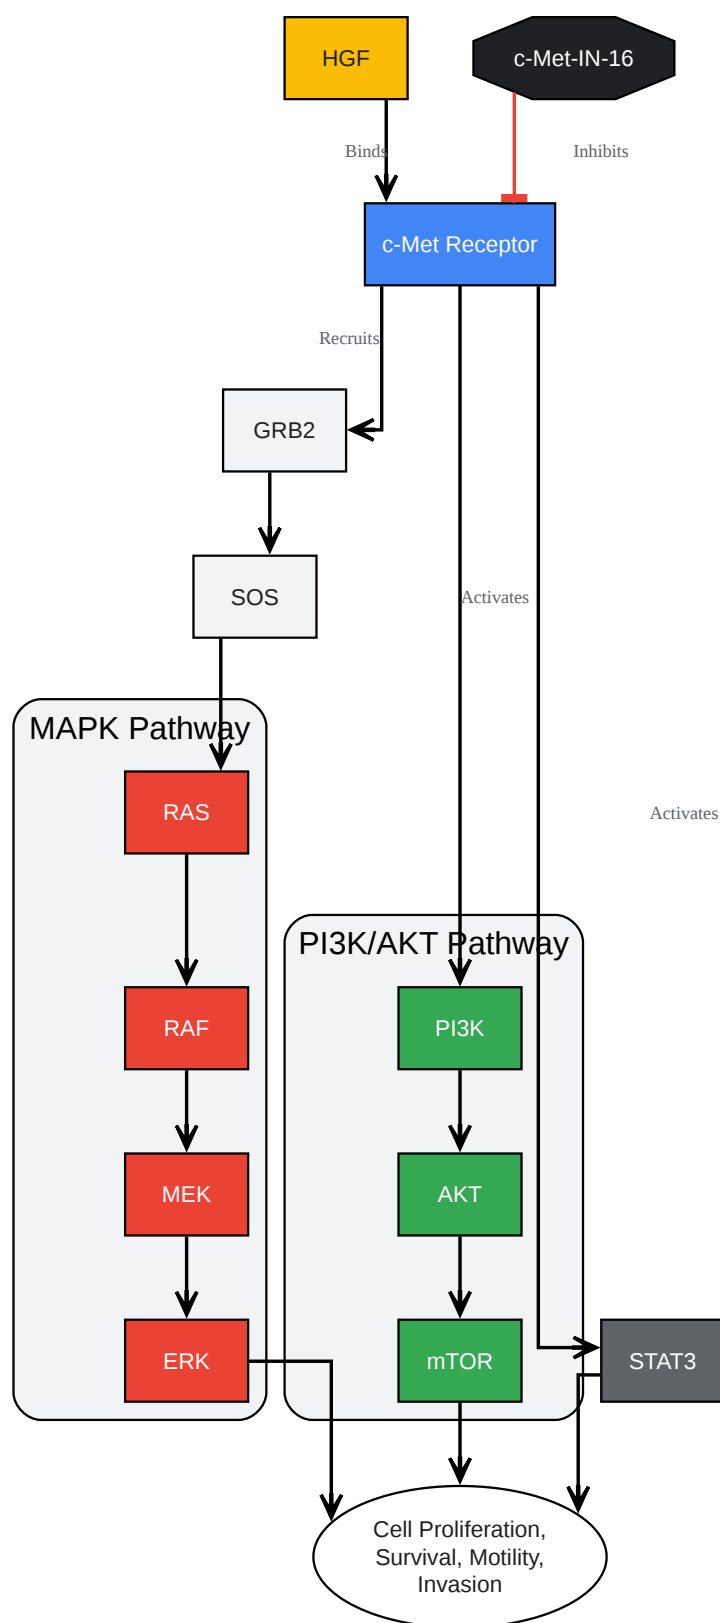 HGF
c-Met-IN-16
Binds
Inhibits
c-Met Receptor
Recruits
GRB2
SOS
Activates
MAPK Pathway
RAS
Activates
PI3K/AKT Pathway
RAF
PI3K
MEK
AKT
ERK
mTOR
STAT3
Cell Proliferation,
Survival, Motility,
Invasion